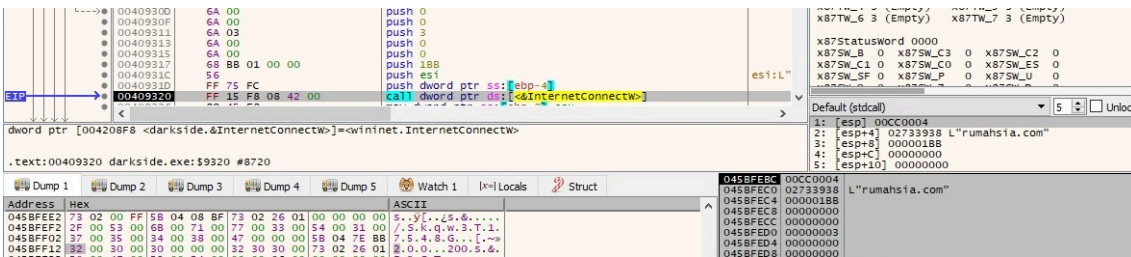 x87TW_6 3 (Empty) x87TW_7 3 (Empty)
0040930D 6A 00 push 0
0040930F 6A 00 push 0
00409311 6A 03 push 3
00409313 6A 00 push 0
00409315 6A 00 push 0
00409317 68 BB 01 00 00 push 1BB
0040931C 56 push esi esi:L"
0040931D FF 75 FC push dword ptr ss:[ebp-4]
EIP 00409320 FF 15 F8 08 42 00 call dword ptr ds:[<&InternetConnectW>]
x87StatusWord 0000
x87SW_B 0 x87SW_C3 0 x87SW_C2 0
x87SW_C1 0 x87SW_C0 0 x87SW_ES 0
x87SW_SF 0 x87SW_P 0 x87SW_U 0
Default (stdcall) 5 Unloc
1: [esp] 00CC0004
2: [esp+4] 02733938 L"rumahsia.com"
3: [esp+8] 000001BB
4: [esp+C] 00000000
5: [esp+10] 00000000
dword ptr [004208F8 <darkside.&InternetConnectW>]=<wininet.InternetConnectW>
.text:00409320 darkside.exe:$9320 #8720
Dump 1 Dump 2 Dump 3 Dump 4 Dump 5 Watch 1 [x=] Locals Struct
Address Hex ASCII
045BFEE2 73 02 00 FF 5B 04 08 BF 73 02 26 01 00 00 00 00 s..ÿ[..¿s.&.....
045BFEF2 2F 00 53 00 6B 00 71 00 77 00 33 00 54 00 31 00 /.S.k.q.w.3.T.1.
045BFF02 37 00 35 00 34 00 38 00 47 00 00 00 5B 04 7E BB 7.5.4.8.G...[.~»
045BFF12 32 00 30 00 30 00 00 00 32 30 30 00 73 02 26 01 2.0.0...200.s.&.
045BFEBC 00CC0004
045BFEC0 02733938 L"rumahsia.com"
045BFEC4 000001BB
045BFEC8 00000000
045BFECC 00000000
045BFED0 00000003
045BFED4 00000000
045BFED8 00000000